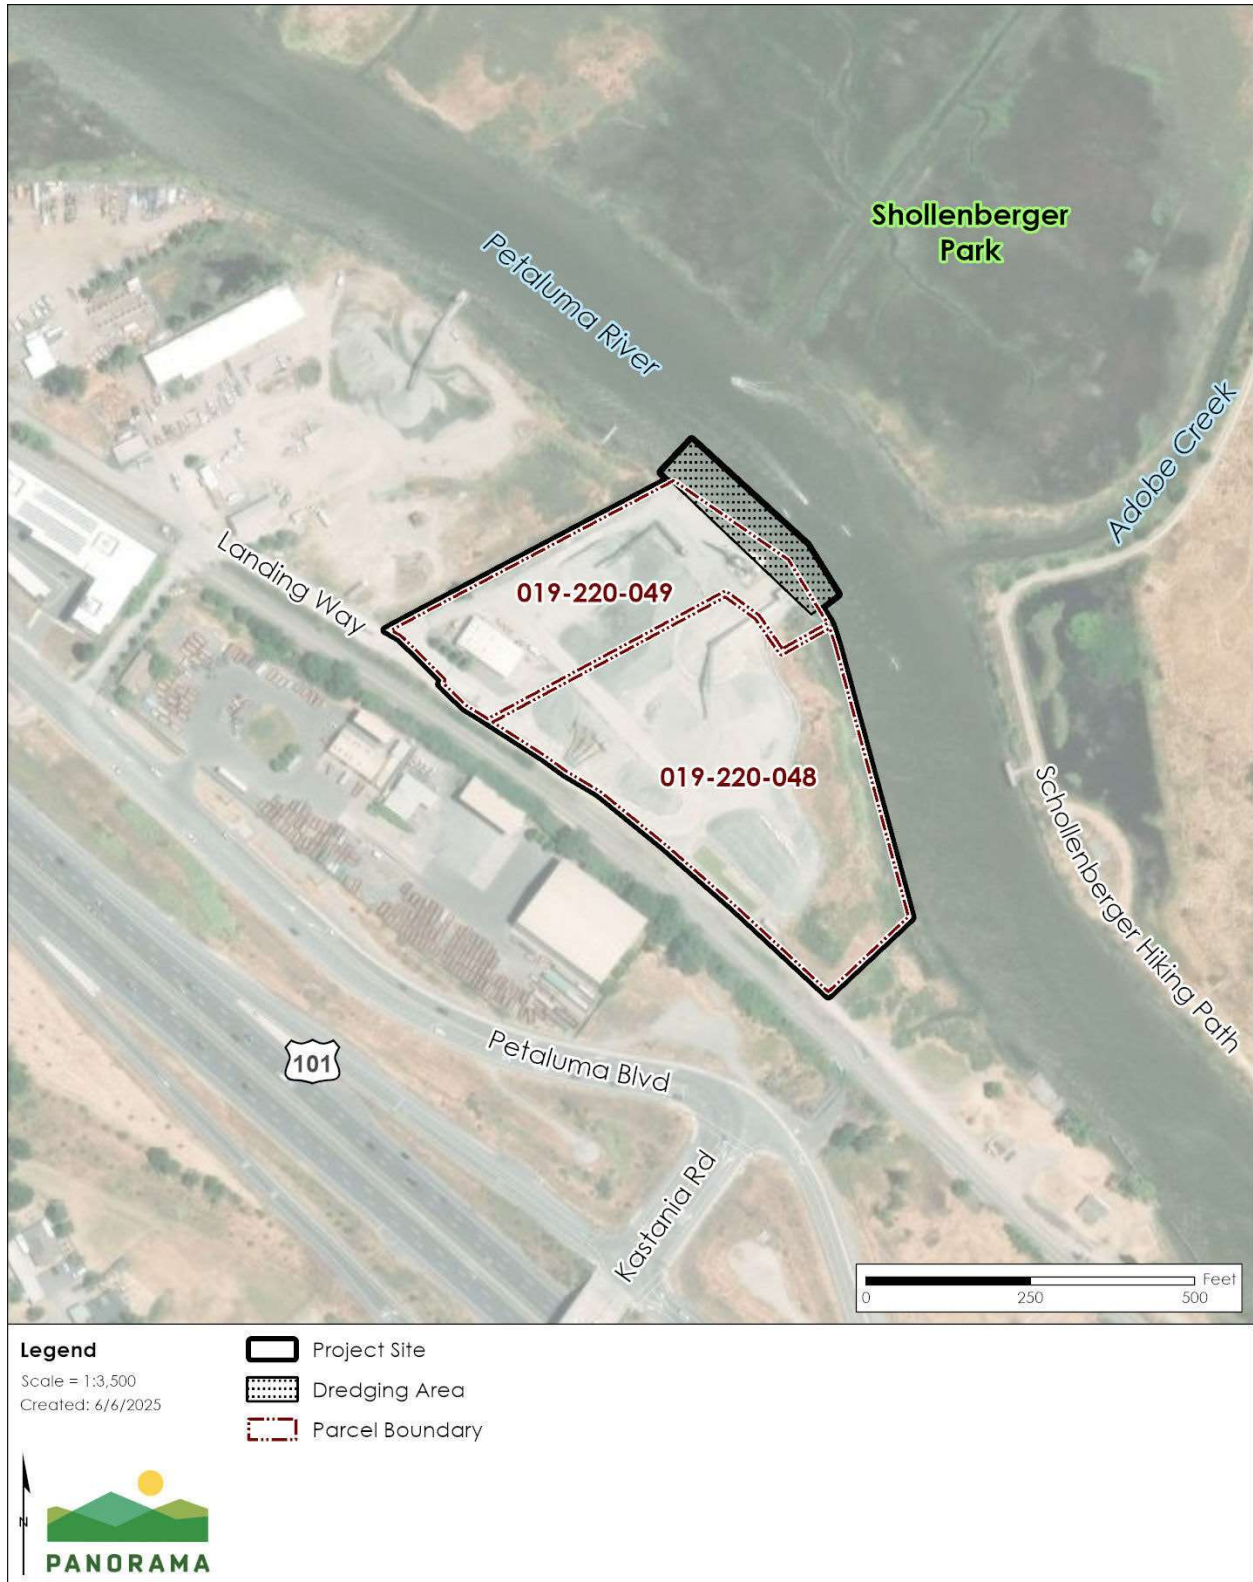 Shollenberger
Park
Petaluma River
Adobe Creek
Landing Way
019-220-049
019-220-048
Schollenberger Hiking Path
Petaluma Blvd
101
Kastania Rd
Feet
0 250 500
Legend
Scale = 1:3,500
Created: 6/6/2025
Project Site
Dredging Area
Parcel Boundary
N
PANORAMA